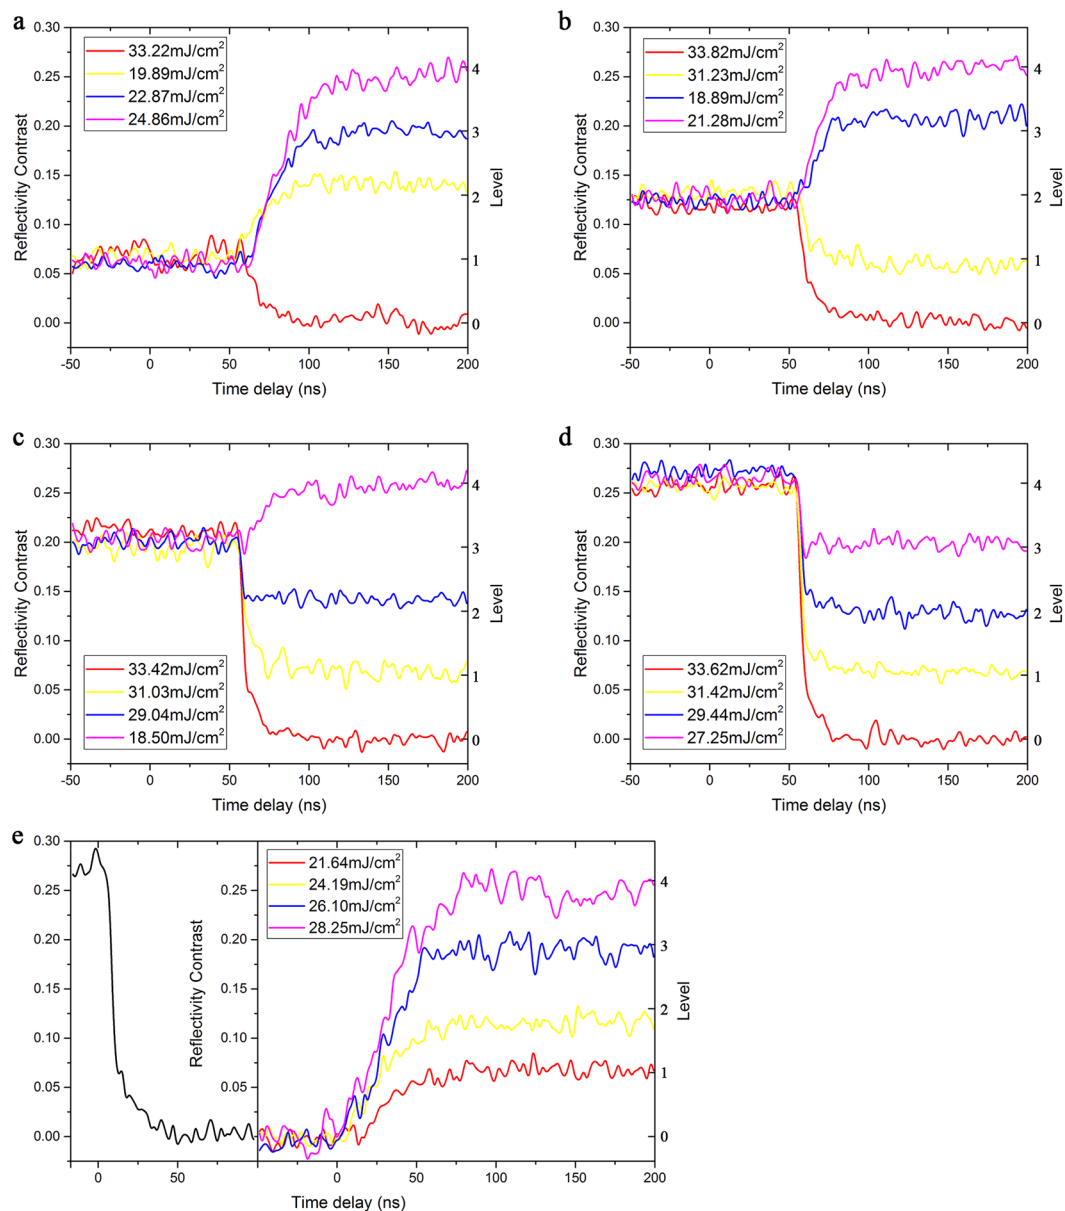 a
0.30
0.25
0.20
0.15
0.10
0.05
0.00
Reflectivity Contrast
33.22mJ/cm²
19.89mJ/cm²
22.87mJ/cm²
24.86mJ/cm²
4
3
2
1
0
Level
-50 0 50 100 150 200
Time delay (ns)
b
0.30
0.25
0.20
0.15
0.10
0.05
0.00
Reflectivity Contrast
33.82mJ/cm²
31.23mJ/cm²
18.89mJ/cm²
21.28mJ/cm²
4
3
2
1
0
Level
-50 0 50 100 150 200
Time delay (ns)
c
0.30
0.25
0.20
0.15
0.10
0.05
0.00
Reflectivity Contrast
33.42mJ/cm²
31.03mJ/cm²
29.04mJ/cm²
18.50mJ/cm²
4
3
2
1
0
Level
-50 0 50 100 150 200
Time delay (ns)
d
0.30
0.25
0.20
0.15
0.10
0.05
0.00
Reflectivity Contrast
33.62mJ/cm²
31.42mJ/cm²
29.44mJ/cm²
27.25mJ/cm²
4
3
2
1
0
Level
-50 0 50 100 150 200
Time delay (ns)
e
0.30
0.25
0.20
0.15
0.10
0.05
0.00
Reflectivity Contrast
0 50
0.25
0.20
0.15
0.10
0.05
0.00
Reflectivity Contrast
21.64mJ/cm²
24.19mJ/cm²
26.10mJ/cm²
28.25mJ/cm²
4
3
2
1
0
Level
0 50 100 150 200
Time delay (ns)